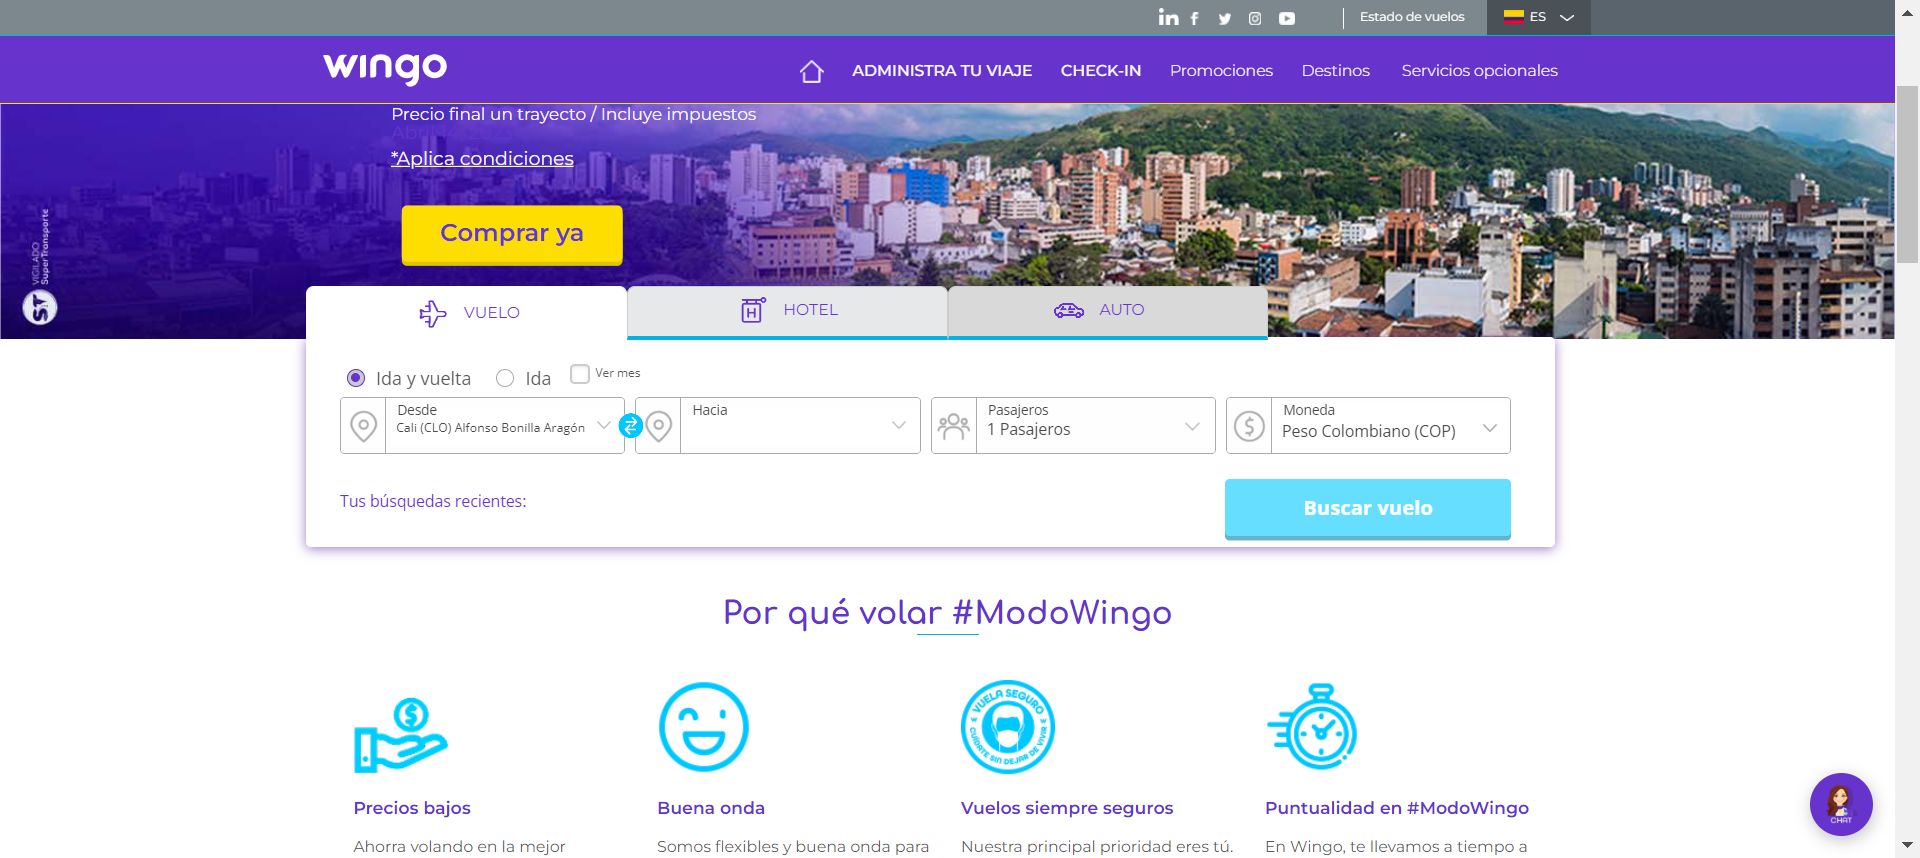 Estado de vuelos
ES
wingo
ADMINISTRA TU VIAJE
CHECK-IN
Promociones
Destinos
Servicios opcionales
Precio final un trayecto / Incluye impuestos
*Aplica condiciones
Comprar ya
VIGILADO
SuperTransporte
ST
VUELO
HOTEL
AUTO
Ida y vuelta
Ida
Ver mes
Desde
Cali (CLO) Alfonso Bonilla Aragón
Hacia
Pasajeros
1 Pasajeros
Moneda
Peso Colombiano (COP)
Tus búsquedas recientes:
Buscar vuelo
Por qué volar #ModoWingo
VUELA SEGURO
CUÍDATE SIN DEJAR DE VIVIR
Precios bajos
Buena onda
Vuelos siempre seguros
Puntualidad en #ModoWingo
Ahorra volando en la mejor
Somos flexibles y buena onda para
Nuestra principal prioridad eres tú.
En Wingo, te llevamos a tiempo a
CHAT